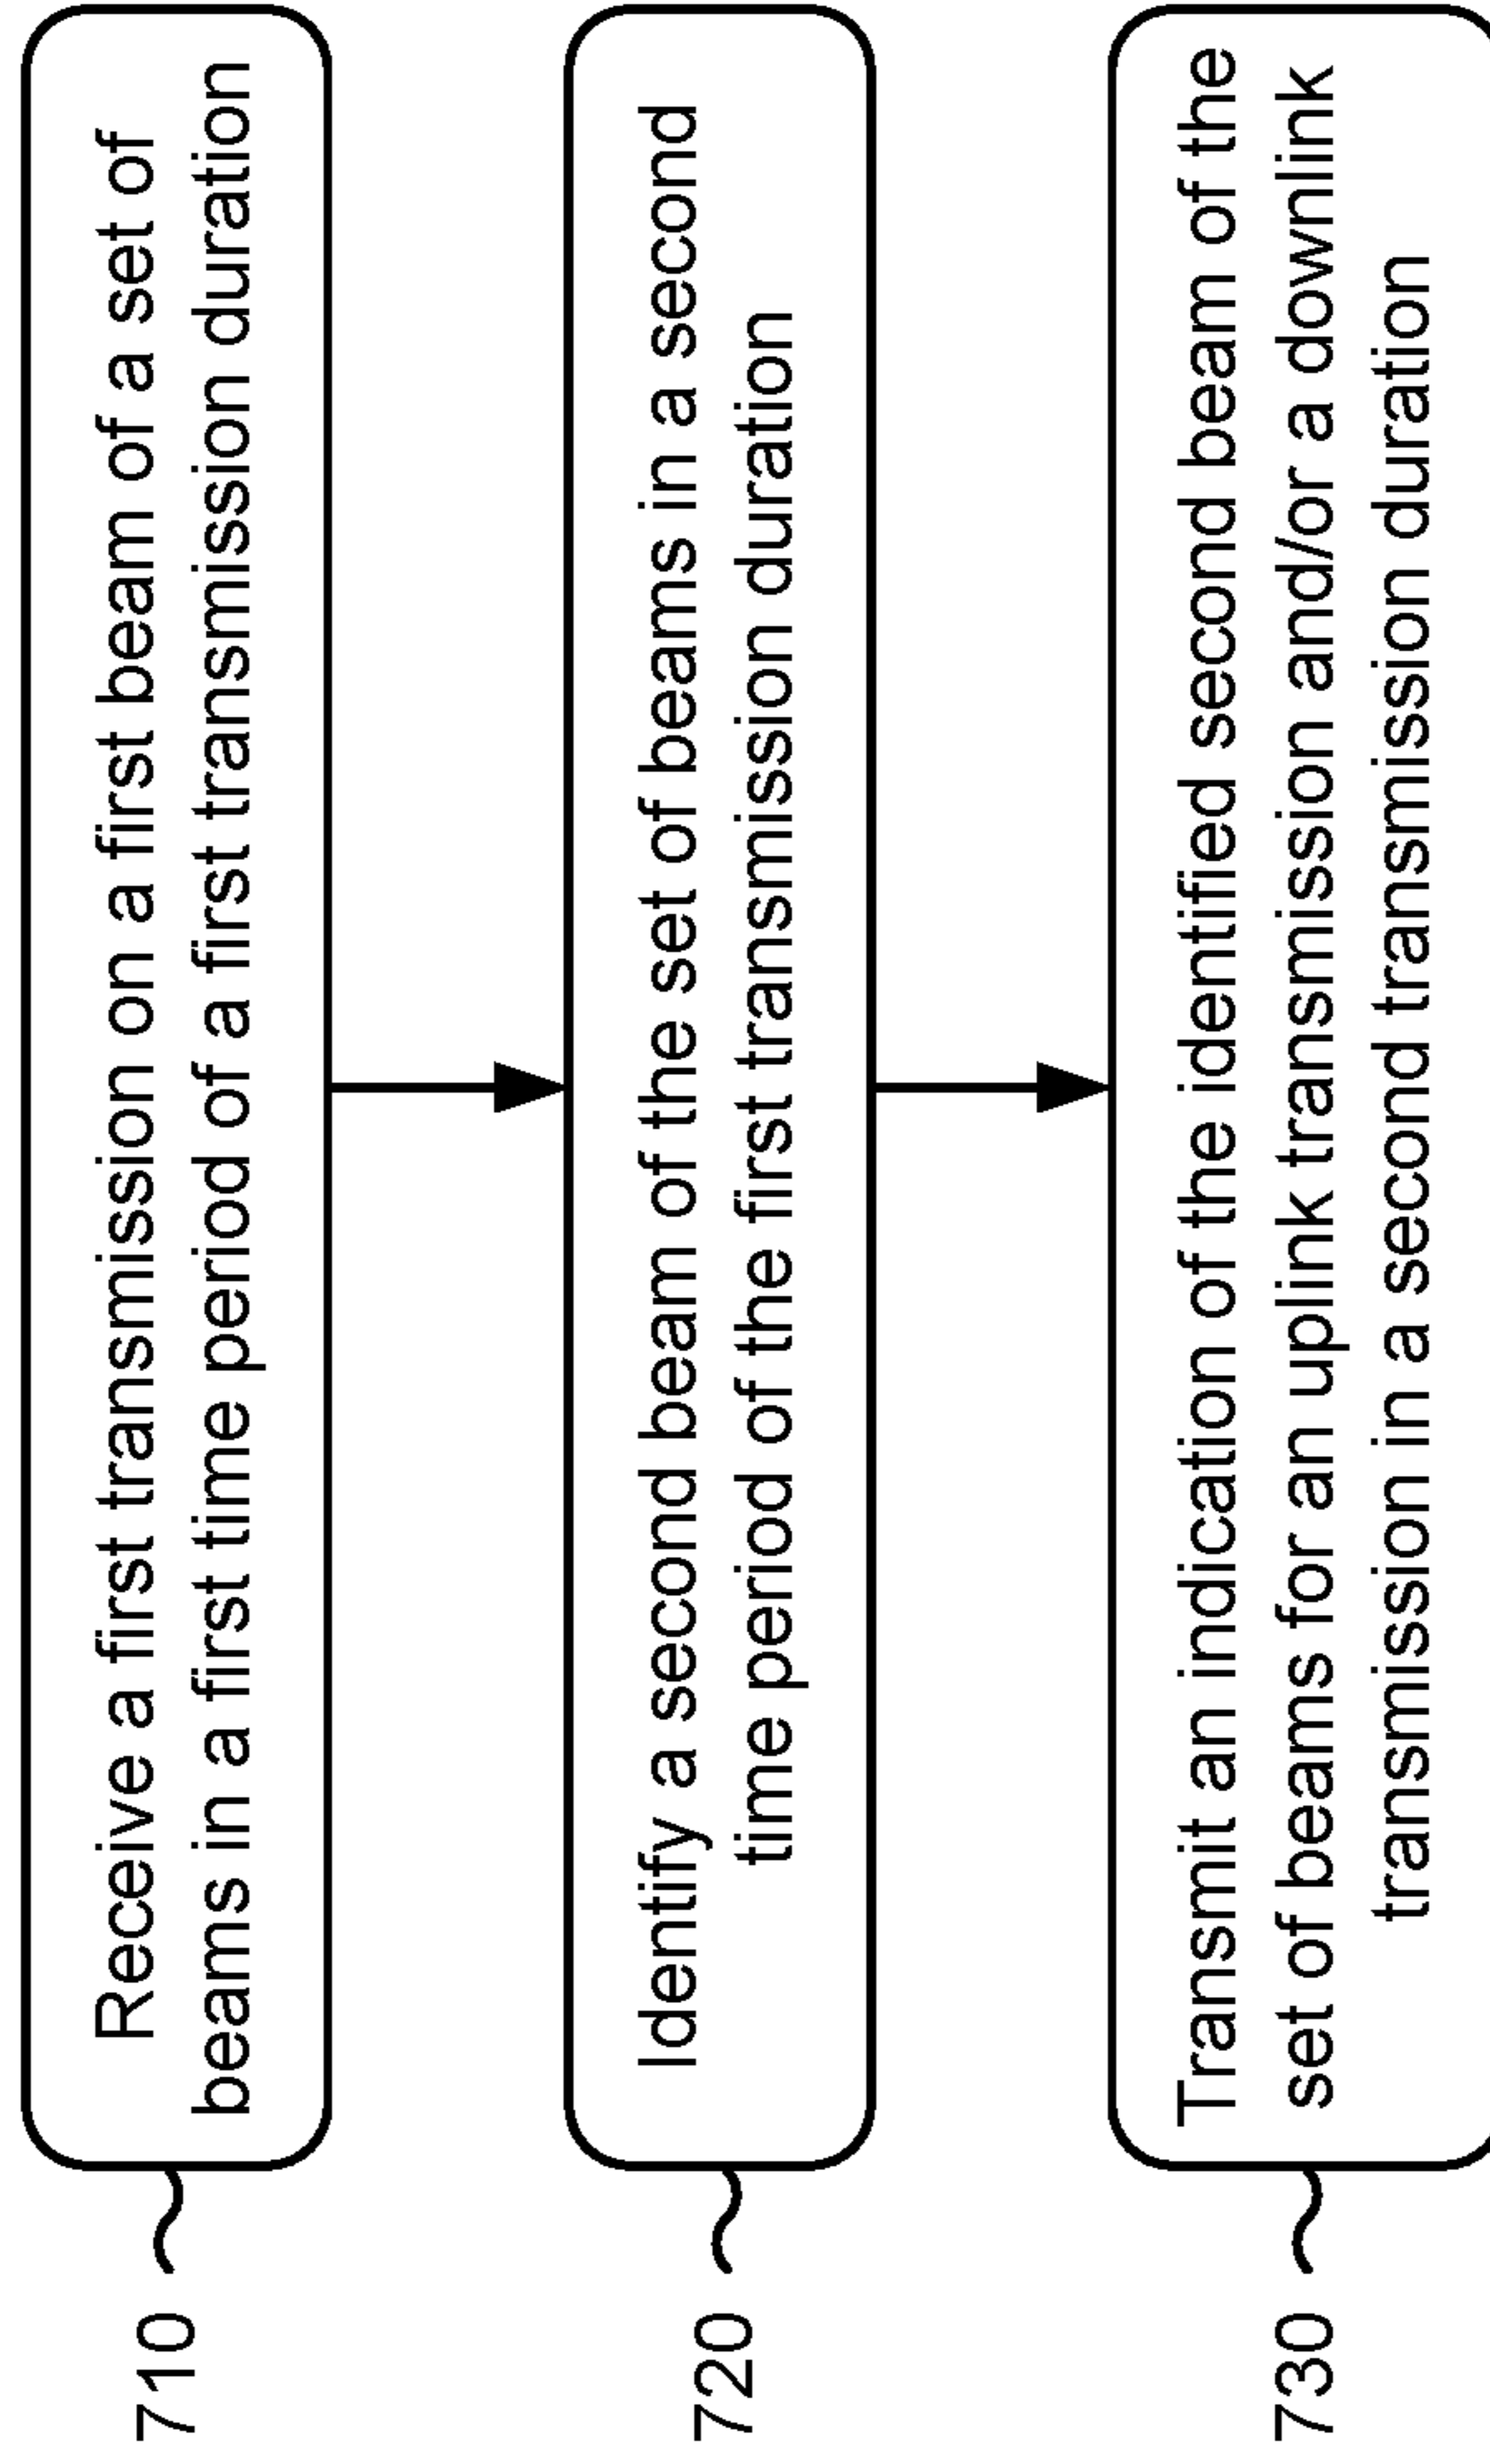 710
Receive a first transmission on a first beam of a set of
beams in a first time period of a first transmission duration
720
Identify a second beam of the set of beams in a second
time period of the first transmission duration
730
Transmit an indication of the identified second beam of the
set of beams for an uplink transmission and/or a downlink
transmission in a second transmission duration